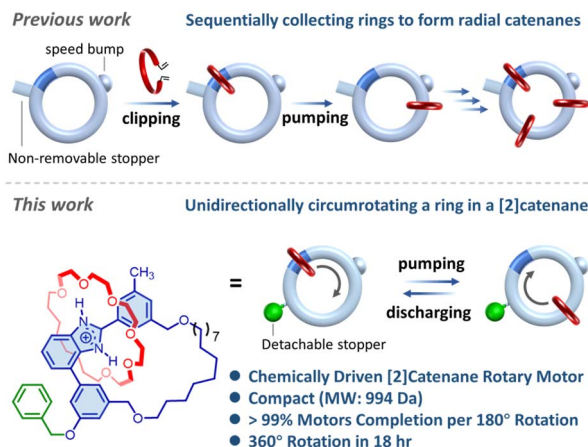 Previous work
Sequentially collecting rings to form radial catenanes
speed bump
clipping
pumping
Non-removable stopper
This work
Unidirectionally circumrotating a ring in a [2]catenane
CH₃
O O O O O O
H
N
⊕
N
H
O
( )7
O
O
=
pumping
discharging
Detachable stopper
● Chemically Driven [2]Catenane Rotary Motor
● Compact (MW: 994 Da)
● > 99% Motors Completion per 180° Rotation
● 360° Rotation in 18 hr